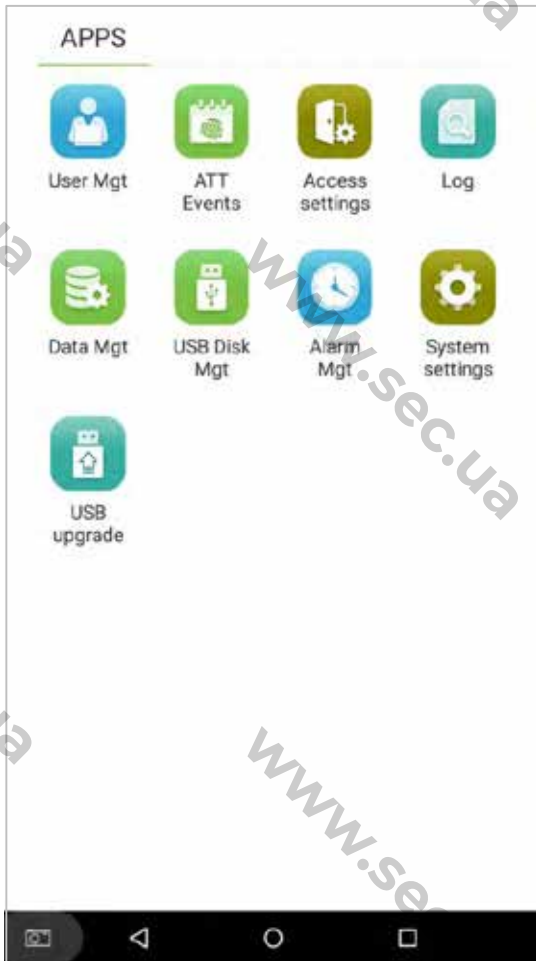 APPS
User Mgt
ATT
Events
Access
settings
Log
Data Mgt
USB Disk
Mgt
Alarm
Mgt
System
settings
USB
upgrade
www.sec.ua
www.sec